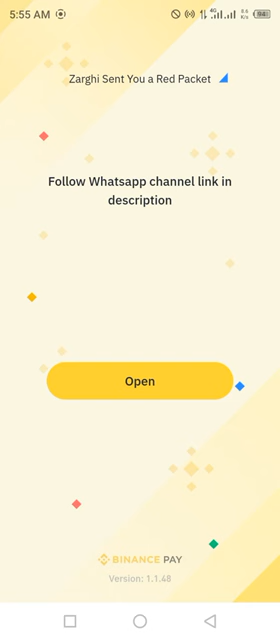 5:55 AM
4G
Zarghi Sent You a Red Packet
Follow Whatsapp channel link in
description
Open
BINANCE PAY
Version: 1.1.48